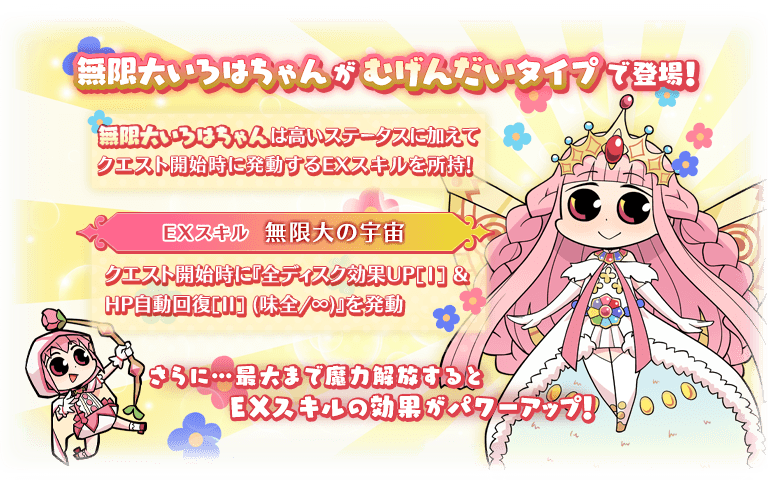 無限大いろはちゃんがむげんだいタイプで登場!
無限大いろはちゃんは高いステータスに加えて
クエスト開始時に発動するEXスキルを所持!
EXスキル 無限大の宇宙
クエスト開始時に『全ディスク効果UP[Ⅰ] &
HP自動回復[Ⅱ] (味全/∞)』を発動
さらに…最大まで魔力解放すると
EXスキルの効果がパワーアップ!